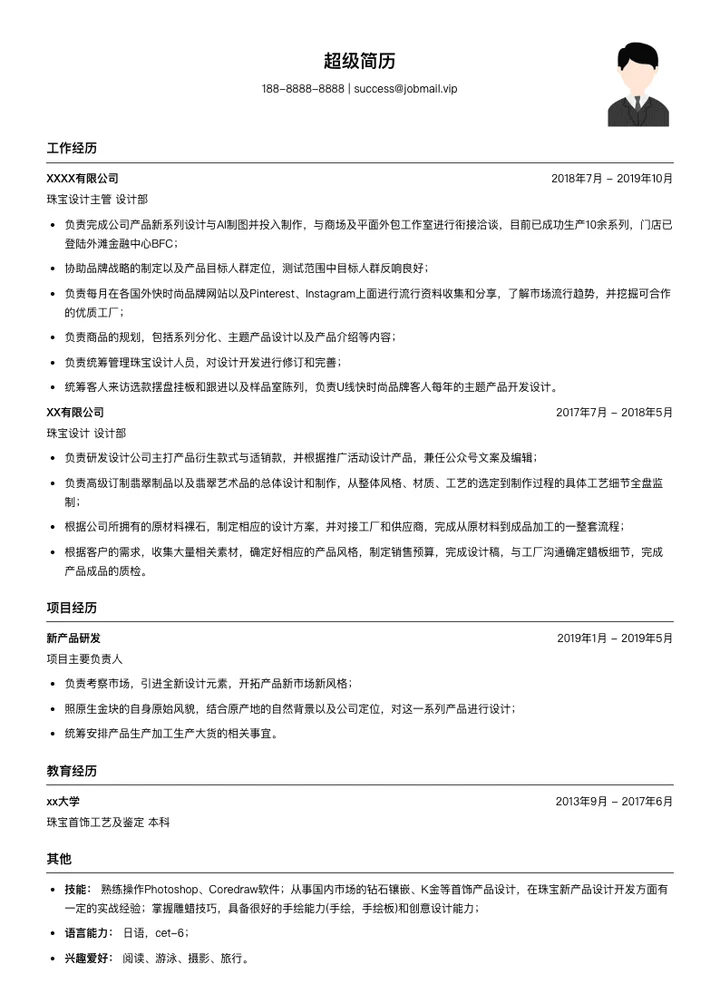 超级简历
188-8888-8888 | success@jobmail.vip
工作经历
XXXX有限公司 2018年7月 – 2019年10月
珠宝设计主管 设计部
• 负责完成公司产品新系列设计与AI制图并投入制作，与商场及平面外包工作室进行衔接洽谈，目前已成功生产10余系列，门店已
登陆外滩金融中心BFC；
• 协助品牌战略的制定以及产品目标人群定位，测试范围中目标人群反响良好；
• 负责每月在各国外快时尚品牌网站以及Pinterest、Instagram上面进行流行资料收集和分享，了解市场流行趋势，并挖掘可合作
的优质工厂；
• 负责商品的规划，包括系列分化、主题产品设计以及产品介绍等内容；
• 负责统筹管理珠宝设计人员，对设计开发进行修订和完善；
• 统筹客人来访选款摆盘挂板和跟进以及样品室陈列，负责U线快时尚品牌客人每年的主题产品开发设计。
XX有限公司 2017年7月 – 2018年5月
珠宝设计 设计部
• 负责研发设计公司主打产品衍生款式与适销款，并根据推广活动设计产品，兼任公众号文案及编辑；
• 负责高级订制翡翠制品以及翡翠艺术品的总体设计和制作，从整体风格、材质、工艺的选定到制作过程的具体工艺细节全盘监
制；
• 根据公司所拥有的原材料裸石，制定相应的设计方案，并对接工厂和供应商，完成从原材料到成品加工的一整套流程；
• 根据客户的需求，收集大量相关素材，确定好相应的产品风格，制定销售预算，完成设计稿，与工厂沟通确定蜡板细节，完成
产品成品的质检。
项目经历
新产品研发 2019年1月 – 2019年5月
项目主要负责人
• 负责考察市场，引进全新设计元素，开拓产品新市场新风格；
• 照原生金块的自身原始风貌，结合原产地的自然背景以及公司定位，对这一系列产品进行设计；
• 统筹安排产品生产加工生产大货的相关事宜。
教育经历
xx大学 2013年9月 – 2017年6月
珠宝首饰工艺及鉴定 本科
其他
• 技能： 熟练操作Photoshop、Coredraw软件；从事国内市场的钻石镶嵌、K金等首饰产品设计，在珠宝新产品设计开发方面有
一定的实战经验；掌握雕蜡技巧，具备很好的手绘能力(手绘，手绘板)和创意设计能力；
• 语言能力： 日语，cet-6；
• 兴趣爱好： 阅读、游泳、摄影、旅行。